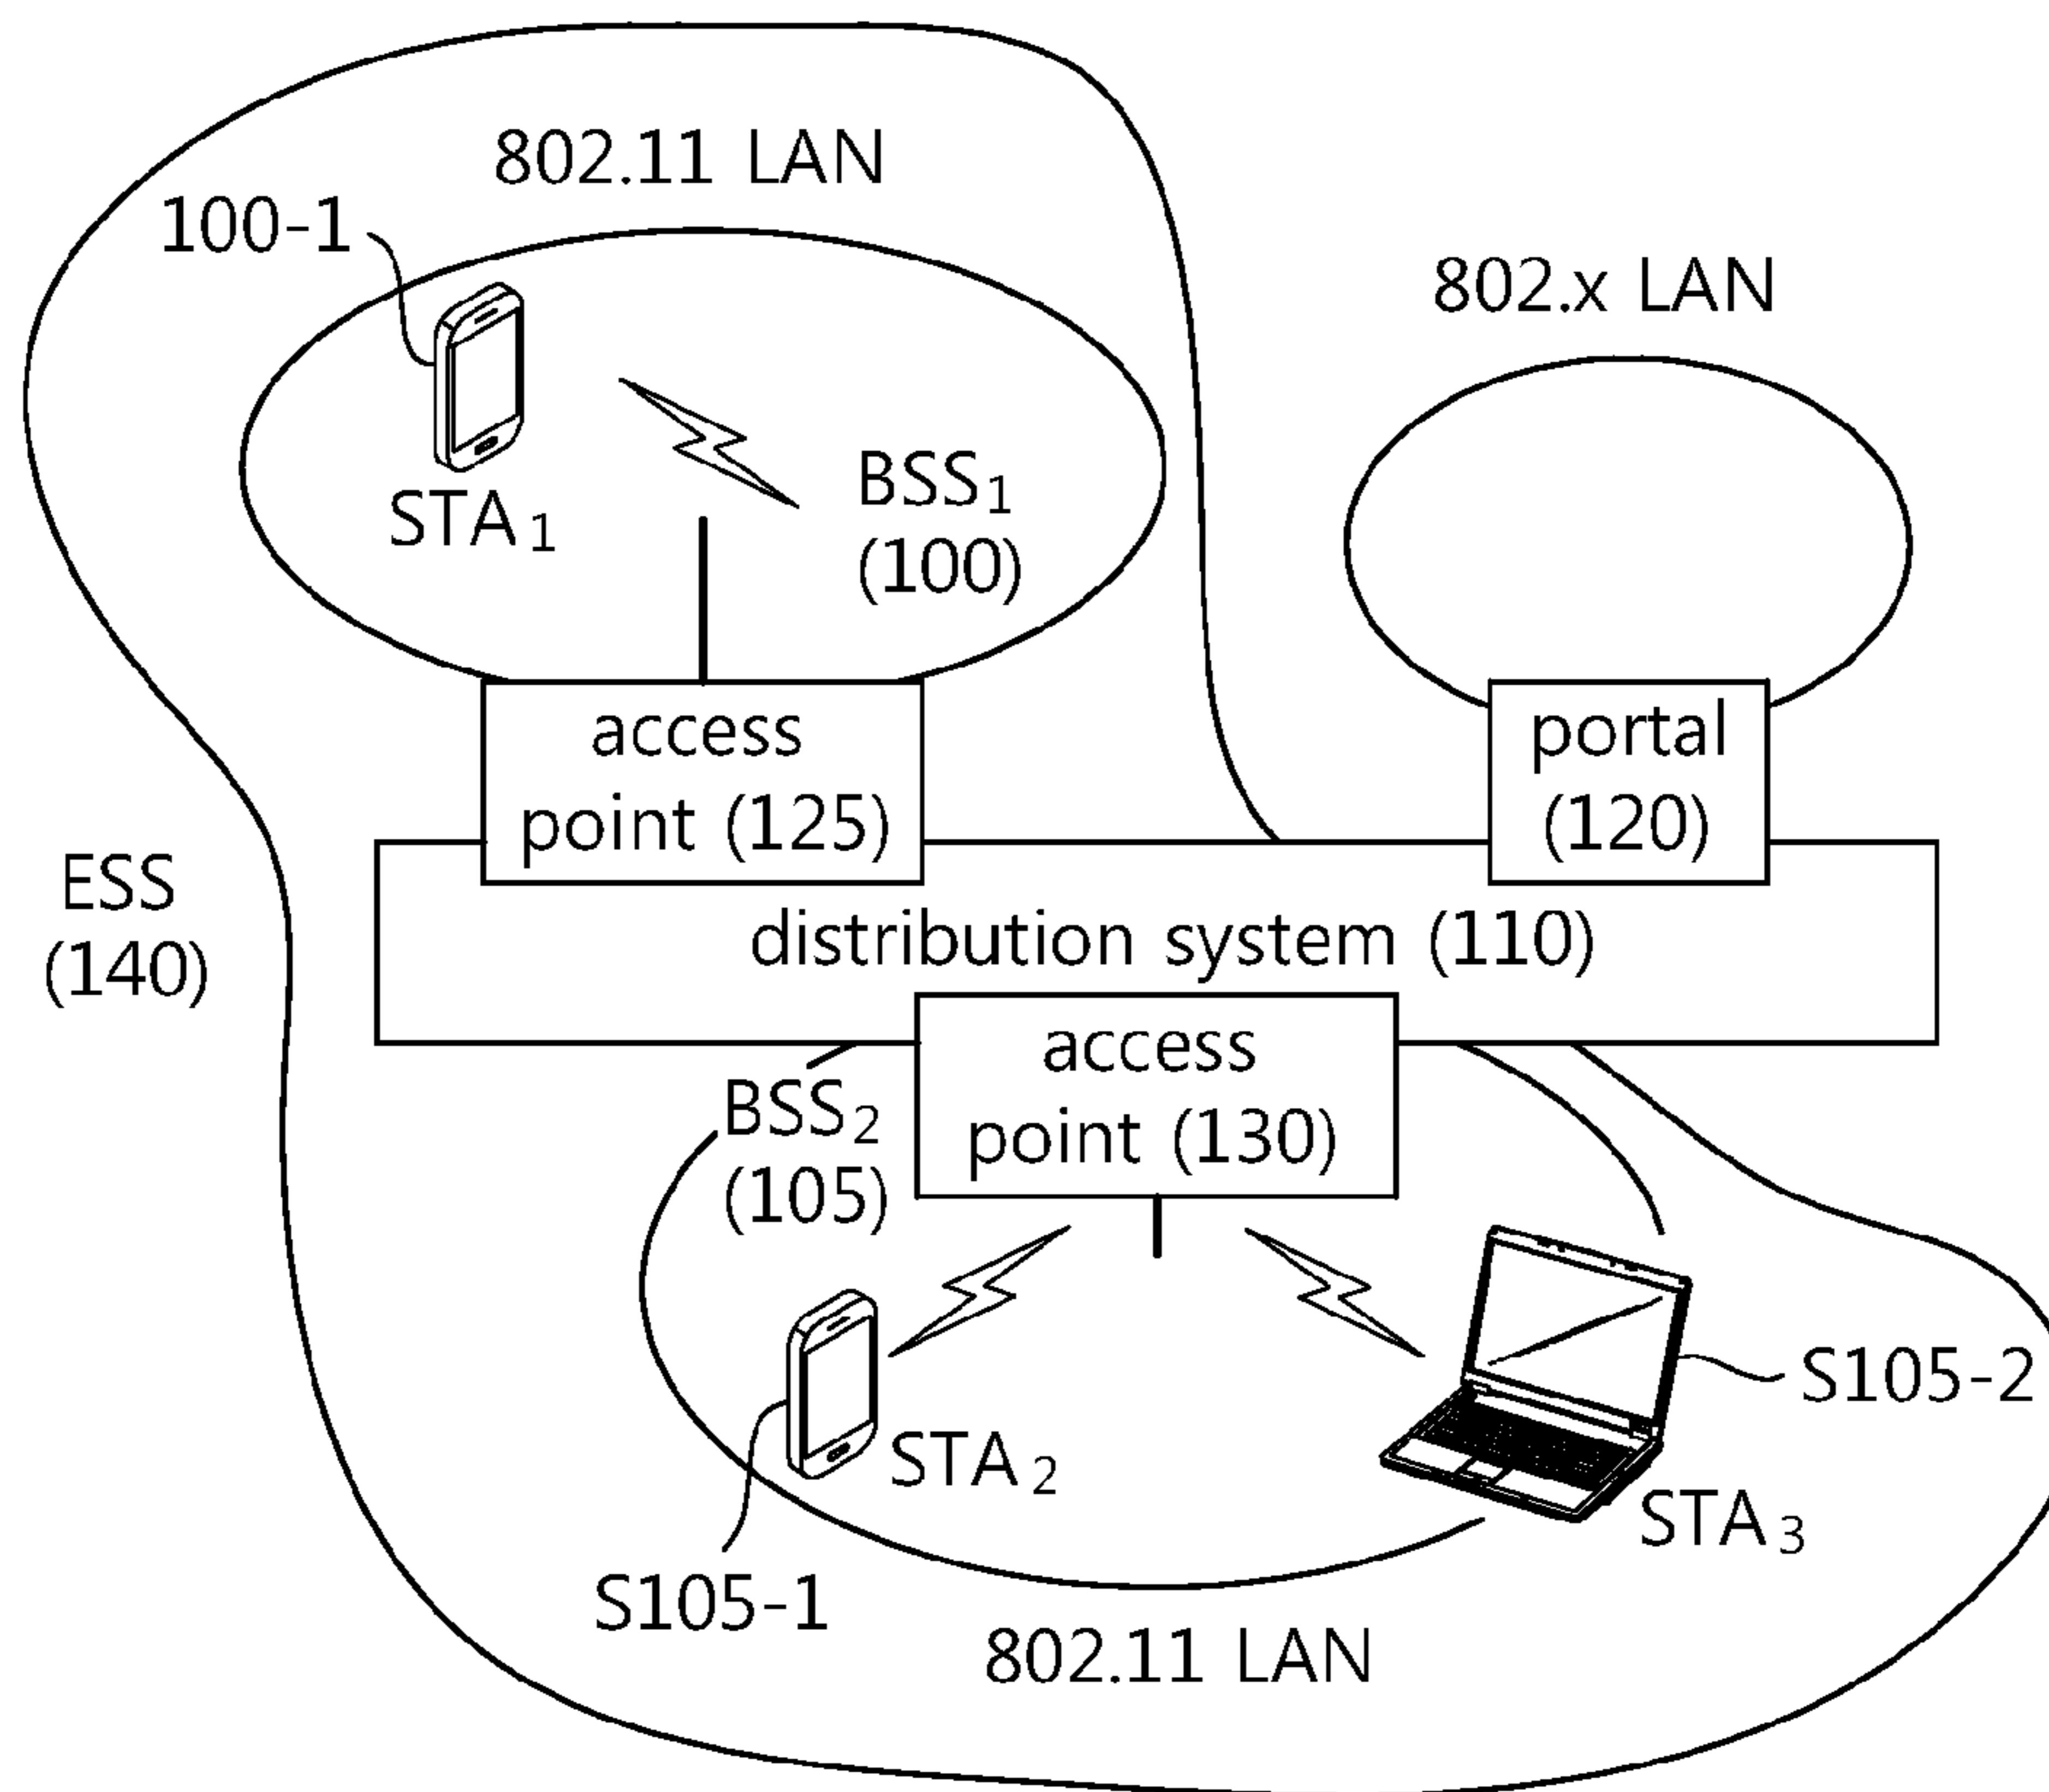 802.11 LAN
100-1
802.x LAN
STA1
BSS1
(100)
access
point (125)
portal
(120)
ESS
(140)
distribution system (110)
access
point (130)
BSS2
(105)
S105-2
STA2
STA3
S105-1
802.11 LAN